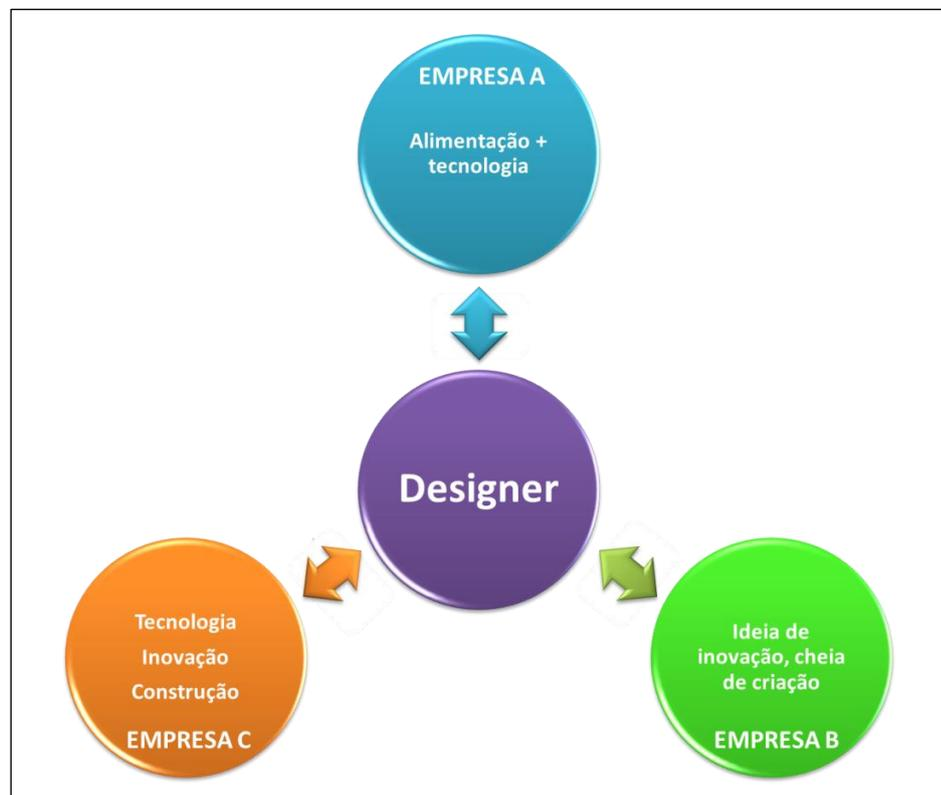 EMPRESA A
Alimentação +
tecnologia
Designer
Tecnologia
Inovação
Construção
EMPRESA C
Ideia de
inovação, cheia
de criação
EMPRESA B